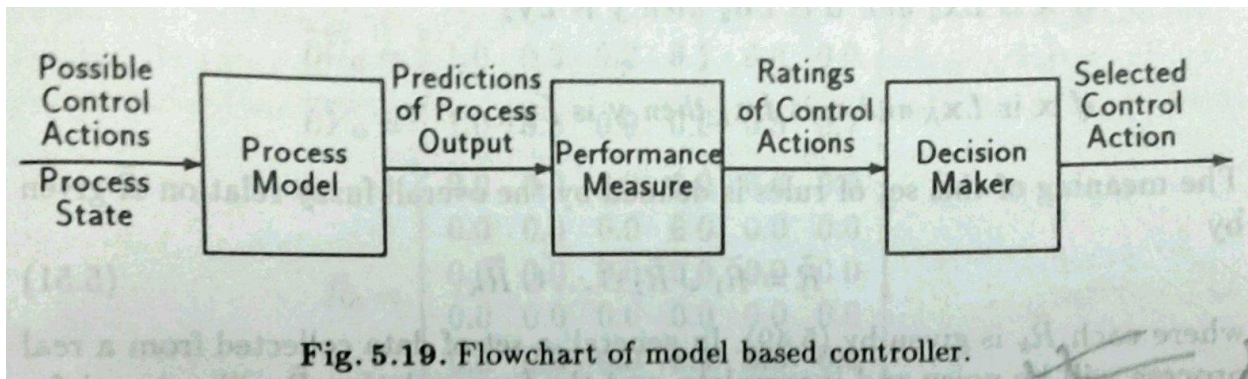 Possible
Control
Actions
Process
State
Process
Model
Predictions
of Process
Output
Performance
Measure
Ratings
of Control
Actions
Decision
Maker
Selected
Control
Action
Fig. 5.19. Flowchart of model based controller.